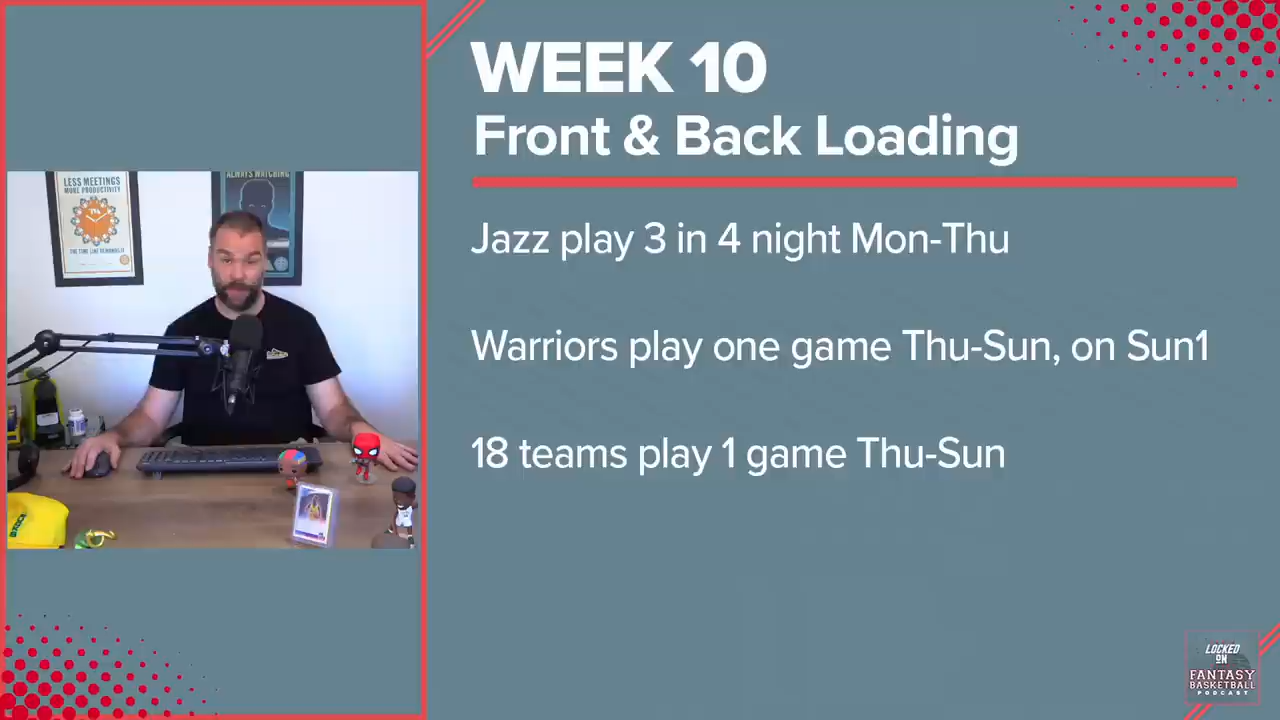 WEEK 10
Front & Back Loading
Jazz play 3 in 4 night Mon-Thu
Warriors play one game Thu-Sun, on Sun1
18 teams play 1 game Thu-Sun
LESS MEETINGS
MORE PRODUCTIVITY
ALWAYS WATCHING
LOCKED
ON
FANTASY
BASKETBALL
PODCAST